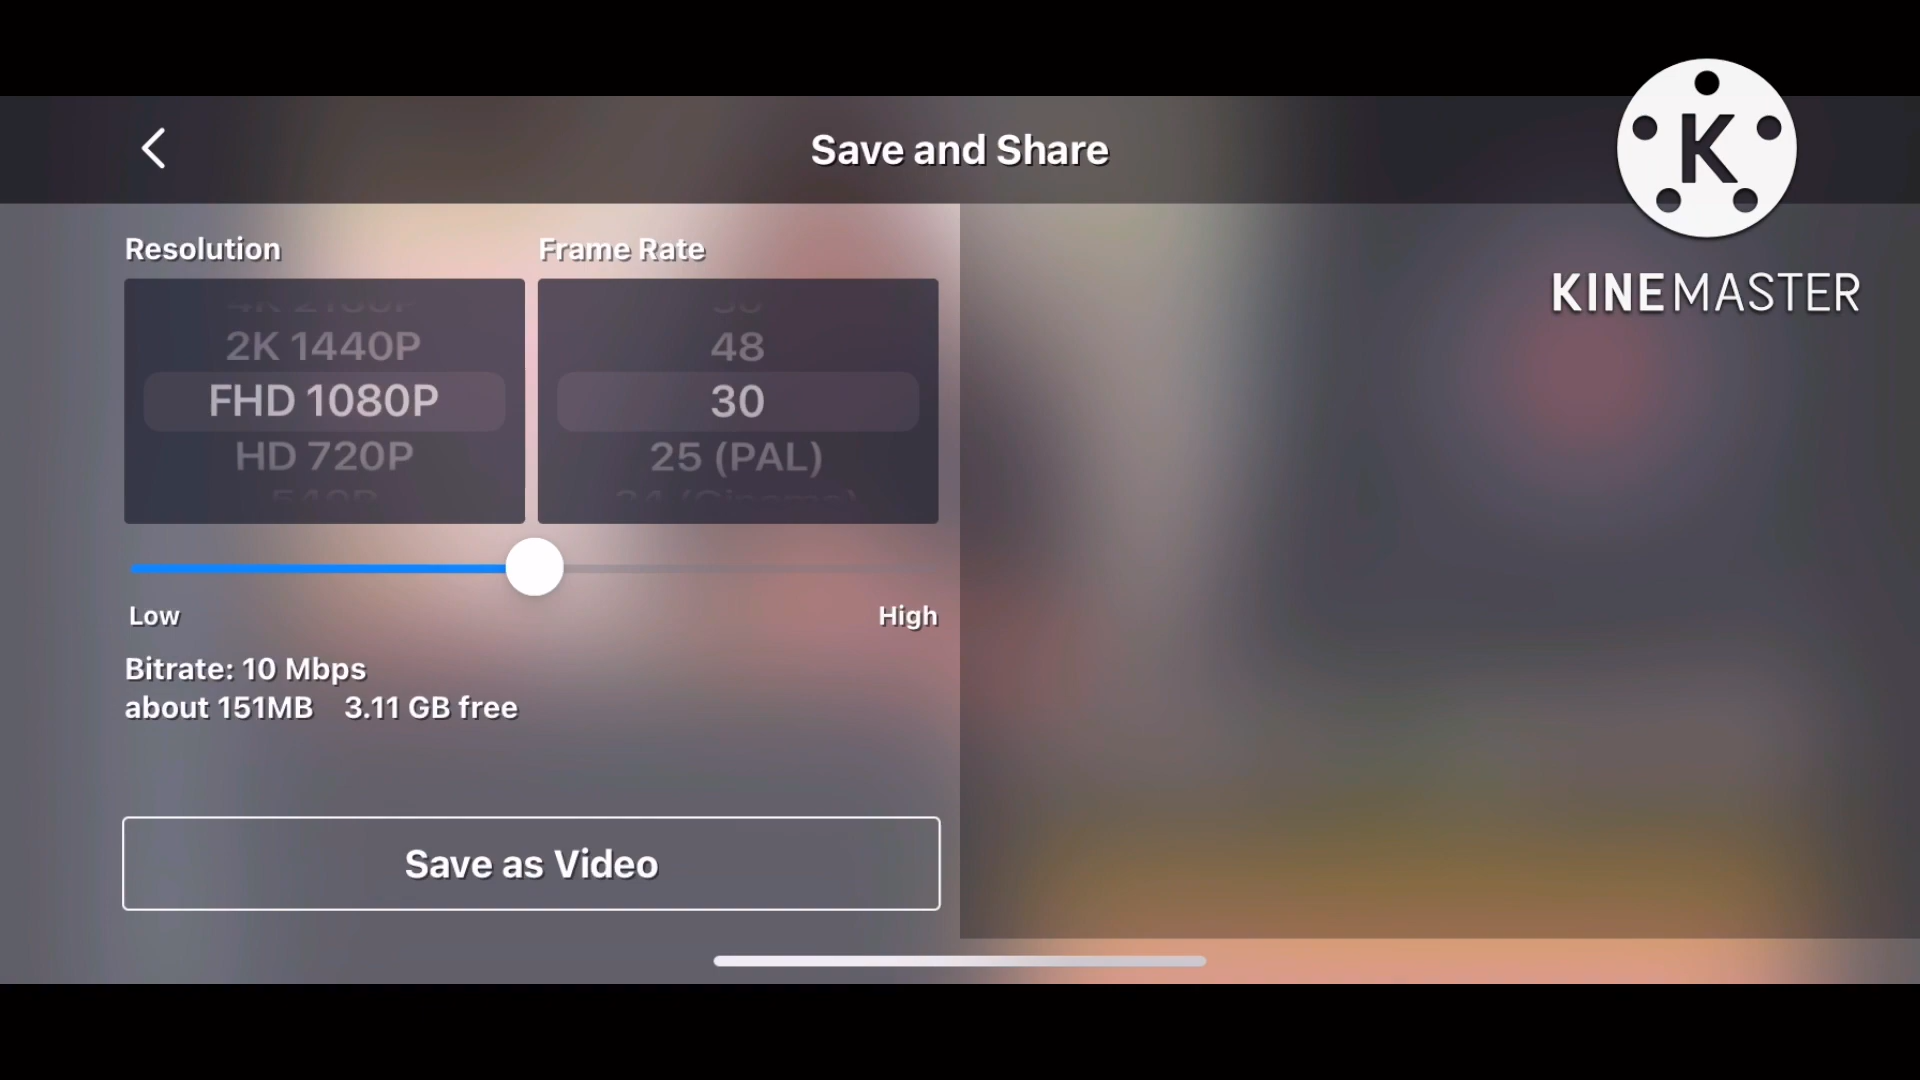 Save and Share
K
KINEMASTER
Resolution
Frame Rate
2K 1440P
FHD 1080P
HD 720P
48
30
25 (PAL)
Low
High
Bitrate: 10 Mbps
about 151MB 3.11 GB free
Save as Video